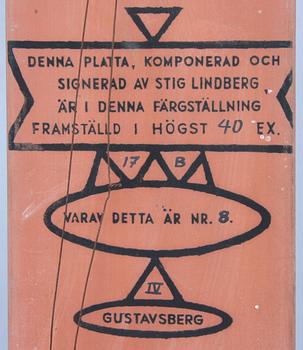 DENNA PLATTA, KOMPONERAD OCH
SIGNERAD AV STIG LINDBERG,
ÄR I DENNA FÄRGSTÄLLNING
FRAMSTÄLLD I HÖGST 40 EX.
17 B
VARAV DETTA ÄR NR. 8.
IV
GUSTAVSBERG